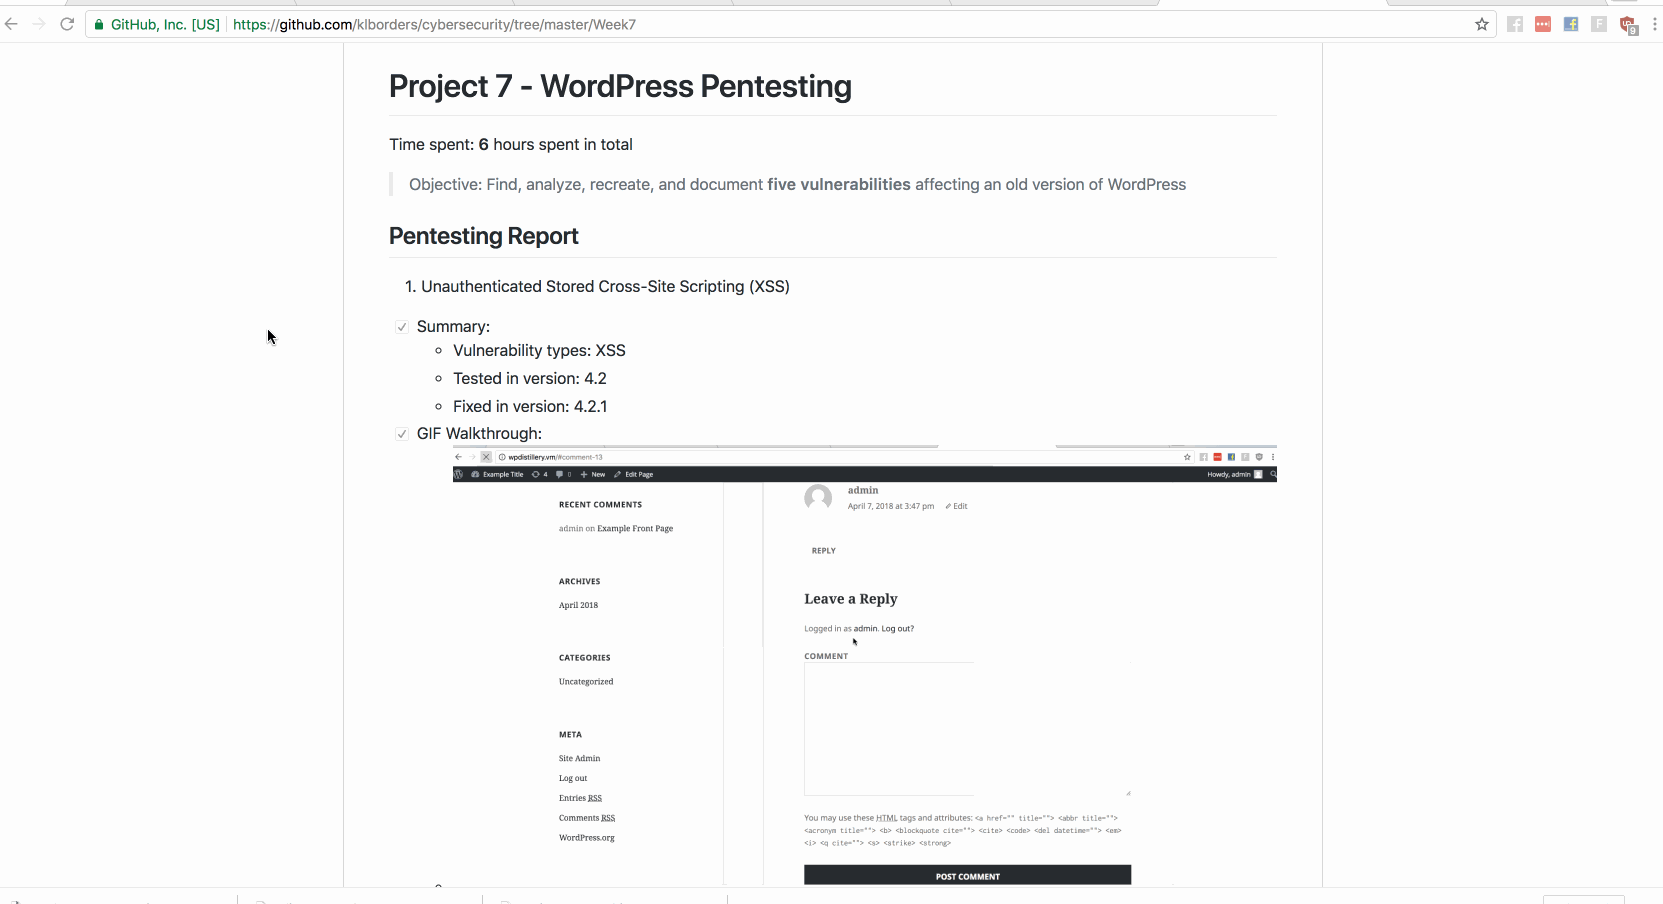 GitHub, Inc. [US] https://github.com/klborders/cybersecurity/tree/master/Week7
9
Project 7 - WordPress Pentesting
Time spent: 6 hours spent in total
Objective: Find, analyze, recreate, and document five vulnerabilities affecting an old version of WordPress
Pentesting Report
1. Unauthenticated Stored Cross-Site Scripting (XSS)
Summary:
Vulnerability types: XSS
Tested in version: 4.2
Fixed in version: 4.2.1
GIF Walkthrough:
wpdistillery.vm/#comment-13
Example Title 4 0 New Edit Page Howdy, admin
RECENT COMMENTS
admin on Example Front Page
ARCHIVES
April 2018
CATEGORIES
Uncategorized
META
Site Admin
Log out
Entries RSS
Comments RSS
WordPress.org
admin
April 7, 2018 at 3:47 pm Edit
REPLY
Leave a Reply
Logged in as admin. Log out?
COMMENT
You may use these HTML tags and attributes: <a href="" title=""> <abbr title="">
<acronym title=""> <b> <blockquote cite=""> <cite> <code> <del datetime=""> <em>
<i> <q cite=""> <s> <strike> <strong>
POST COMMENT